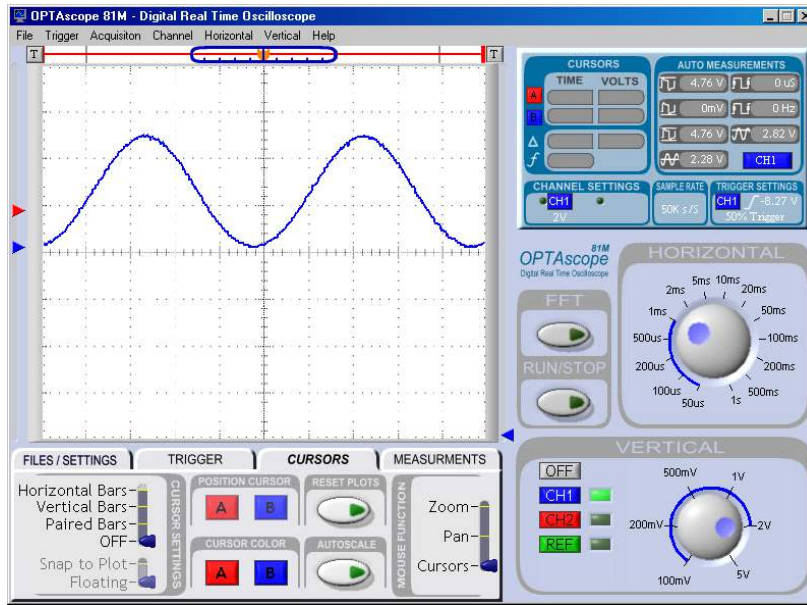 OPTAscope 81M - Digital Real Time Oscilloscope
File Trigger Acquisiton Channel Horizontal Vertical Help
T T
CURSORS
TIME VOLTS
A
B
Δ
f
AUTO MEASUREMENTS
4.76 V 0 uS
0mV 0 Hz
4.76 V 2.82 V
2.28 V CH1
CHANNEL SETTINGS
CH1
2V
SAMPLE RATE
50K s/S
TRIGGER SETTINGS
CH1 -8.27 V
50% Trigger
81M
OPTAscope
Digital Real Time Oscilloscope
FFT
RUN/STOP
HORIZONTAL
5ms 10ms
2ms 20ms
1ms 50ms
500us 100ms
200us 200ms
100us 500ms
50us 1s
FILES / SETTINGS TRIGGER CURSORS MEASURMENTS
Horizontal Bars
Vertical Bars
Paired Bars
OFF
Snap to Plot
Floating
CURSOR SETTINGS
POSITION CURSOR
A B
CURSOR COLOR
A B
RESET PLOTS
AUTOSCALE
MOUSE FUNCTION
Zoom
Pan
Cursors
VERTICAL
OFF
CH1
CH2
REF
500mV 1V
200mV 2V
100mV 5V